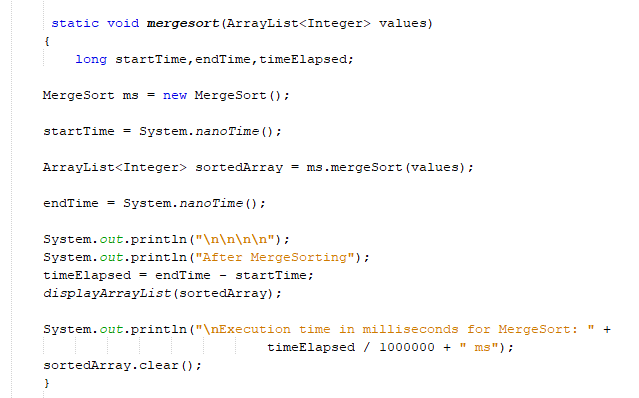 static void mergesort(ArrayList<Integer> values)
{
long startTime,endTime,timeElapsed;
MergeSort ms = new MergeSort();
startTime = System.nanoTime();
ArrayList<Integer> sortedArray = ms.mergeSort(values);
endTime = System.nanoTime();
System.out.println("\n\n\n\n");
System.out.println("After MergeSorting");
timeElapsed = endTime - startTime;
displayArrayList(sortedArray);
System.out.println("\nExecution time in milliseconds for MergeSort: " +
timeElapsed / 1000000 + " ms");
sortedArray.clear();
}